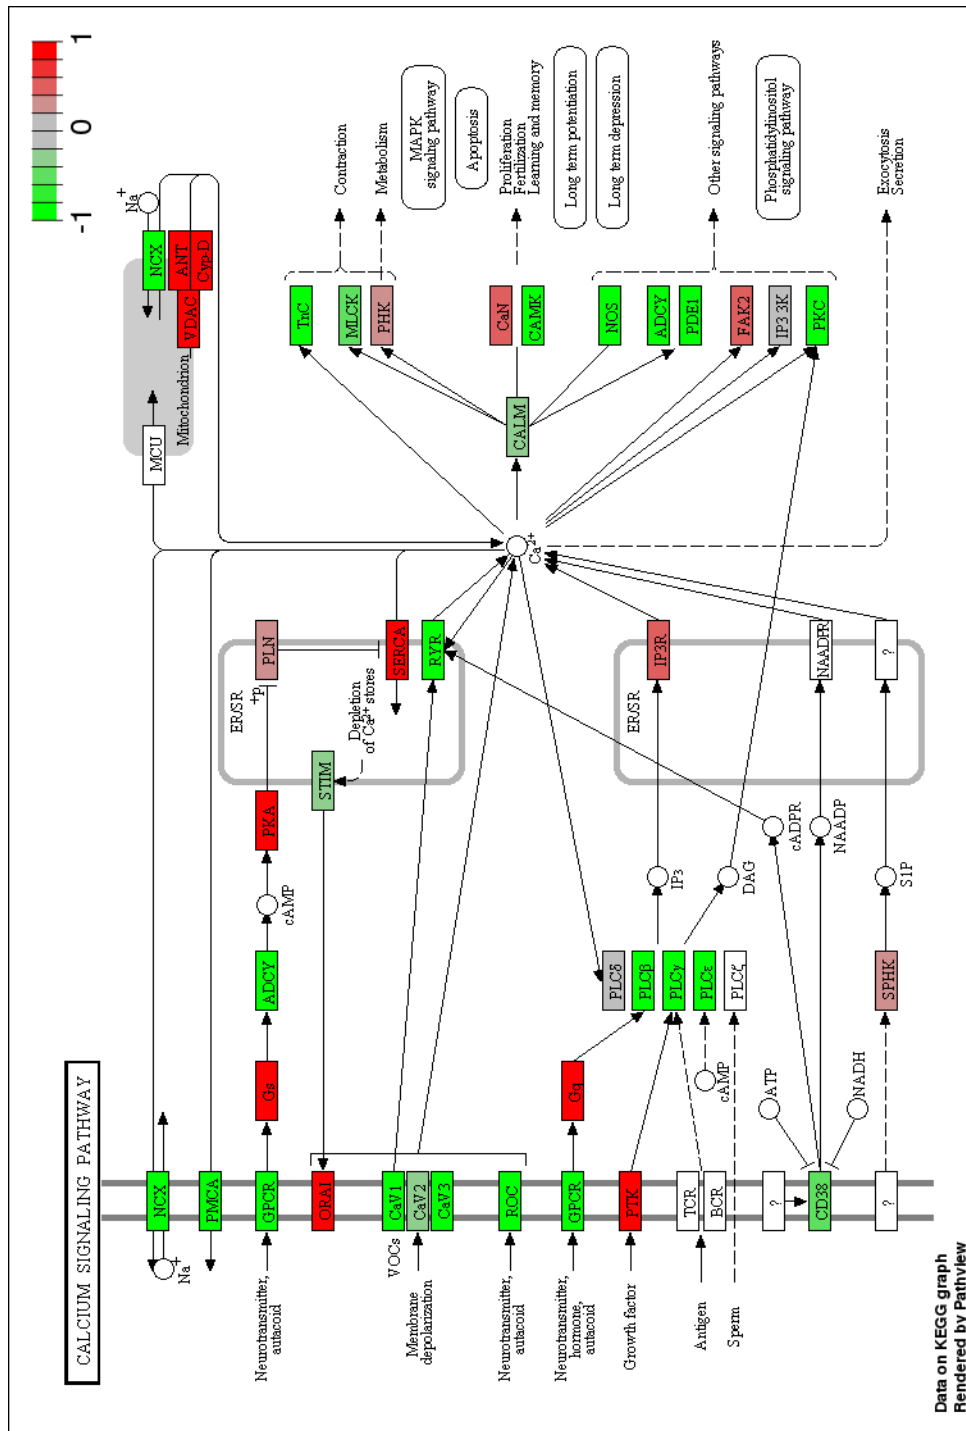 CALCIUM SIGNALING PATHWAY
-1
0
1
Na
+
Na
+
NCX
MCU
NCX
ANT
Cyp-D
VDAC
Mitochondrion
PMCA
Neurotransmitter,
autacoid
GPCR
Gs
ADCY
cAMP
PKA
ER/SR
+p
PLN
STIM
Depletion
of Ca2+ stores
ORAI
SERCA
RYR
VOCs
CaV1
CaV2
CaV3
Membrane
depolarization
Neurotransmitter,
autacoid
ROC
Ca2+
CALM
TnC
MLCK
PHK
CaN
CAMK
NOS
ADCY
PDE1
FAK2
IP3 3K
PKC
Contraction
Metabolism
MAPK
signaling pathway
Apoptosis
Proliferation
Fertilization
Learning and memory
Long term potentiation
Long term depression
Other signaling pathways
Phosphatidylinositol
signaling pathway
Exocytosis
Secretion
Neurotransmitter,
hormone,
autacoid
GPCR
Gq
PLCδ
PLCβ
PLCγ
PLCε
PLCζ
IP3
DAG
ER/SR
IP3R
Growth factor
PTK
Antigen
TCR
BCR
cAMP
Sperm
ATP
NADH
?
CD38
cADPR
NAADP
NAADPR
?
SPHK
S1P
?
Data on KEGG graph
Rendered by Pathview